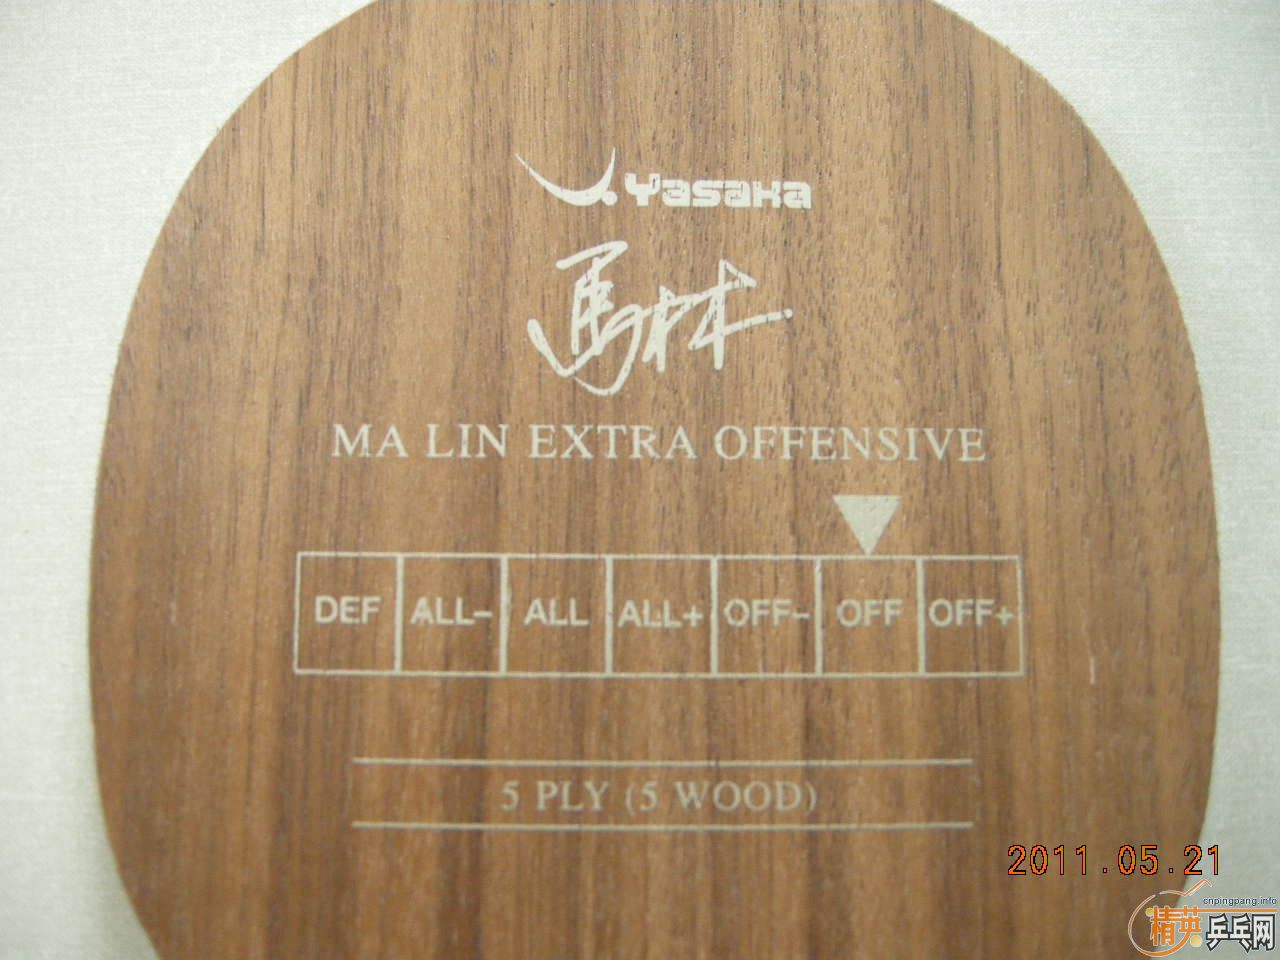 Yasaka
馬林
MA LIN EXTRA OFFENSIVE
DEF ALL- ALL ALL+ OFF- OFF OFF+
5 PLY (5 WOOD)
2011.05.21
cnpingpang.info
精英乒乓网